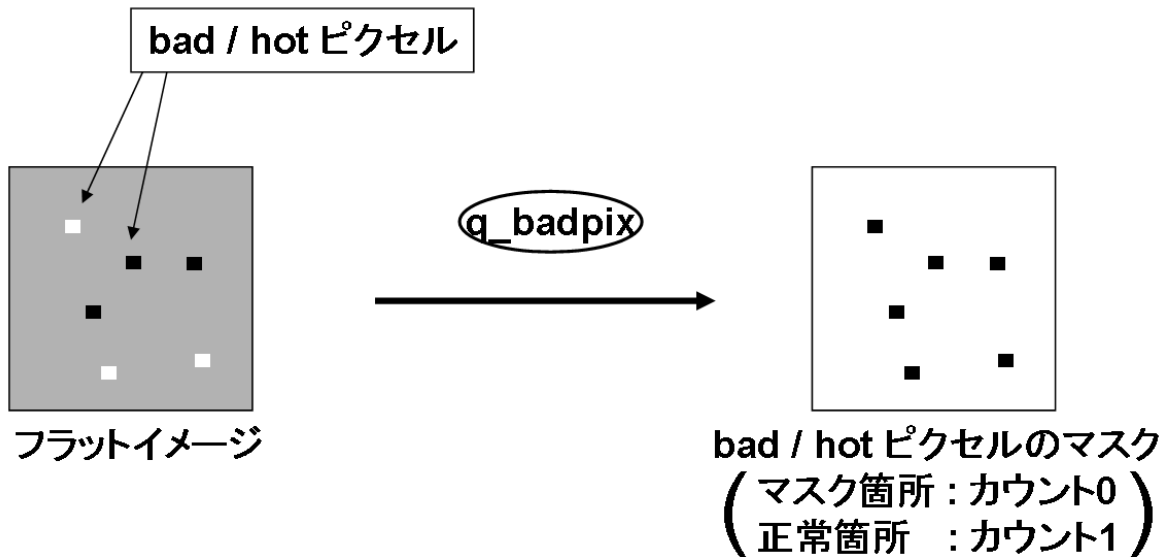 bad / hot ピクセル
q_badpix
フラットイメージ
bad / hot ピクセルのマスク
(マスク箇所 : カウント0
正常箇所 : カウント1)